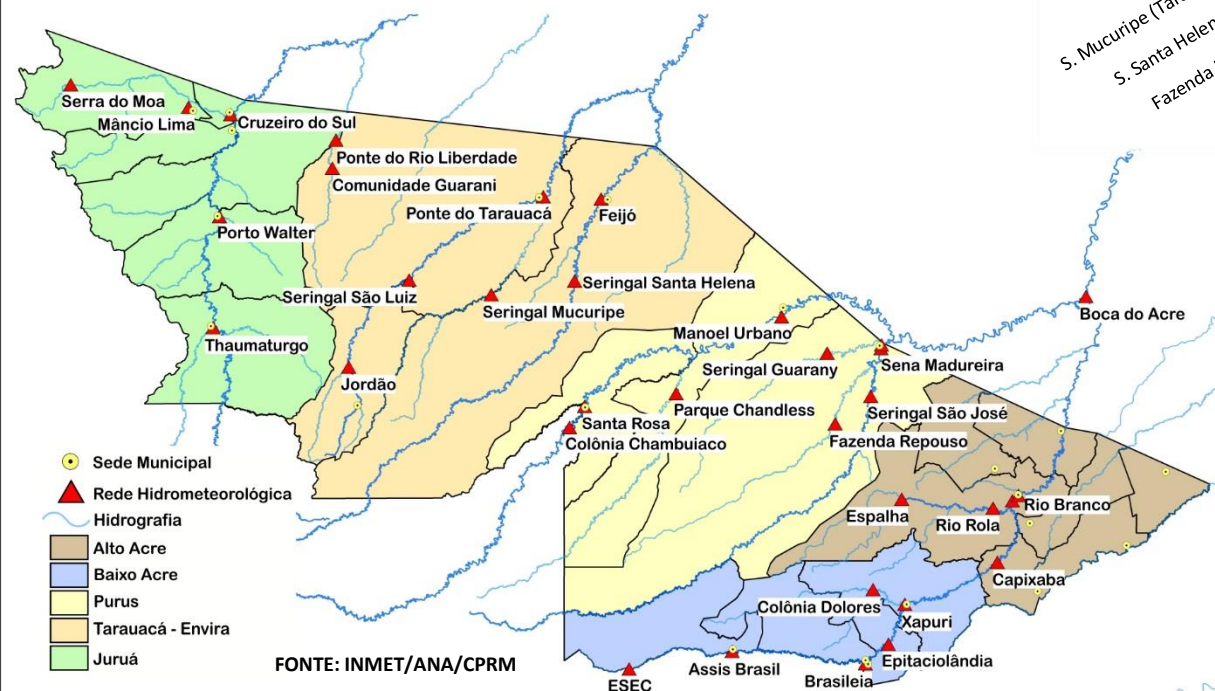 S. Mucuripe
S. Santa Helen
Fazenda
Serra do Moa
Mâncio Lima
Cruzeiro do Sul
Ponte do Rio Liberdade
Comunidade Guarani
Ponte do Tarauacá
Feijó
Porto Walter
Seringal São Luiz
Seringal Mucuripe
Seringal Santa Helena
Thaumaturgo
Jordão
Manoel Urbano
Boca do Acre
Seringal Guarany
Sena Madureira
Parque Chandless
Seringal São José
Santa Rosa
Colônia Chambuiaco
Fazenda Repouso
Espalha
Rio Rola
Rio Branco
Capixaba
Colônia Dolores
Xapuri
Epitaciolândia
Assis Brasil
Brasileia
ESEC
Sede Municipal
Rede Hidrometeorológica
Hidrografia
Alto Acre
Baixo Acre
Purus
Tarauacá - Envira
Juruá
FONTE: INMET/ANA/CPRM